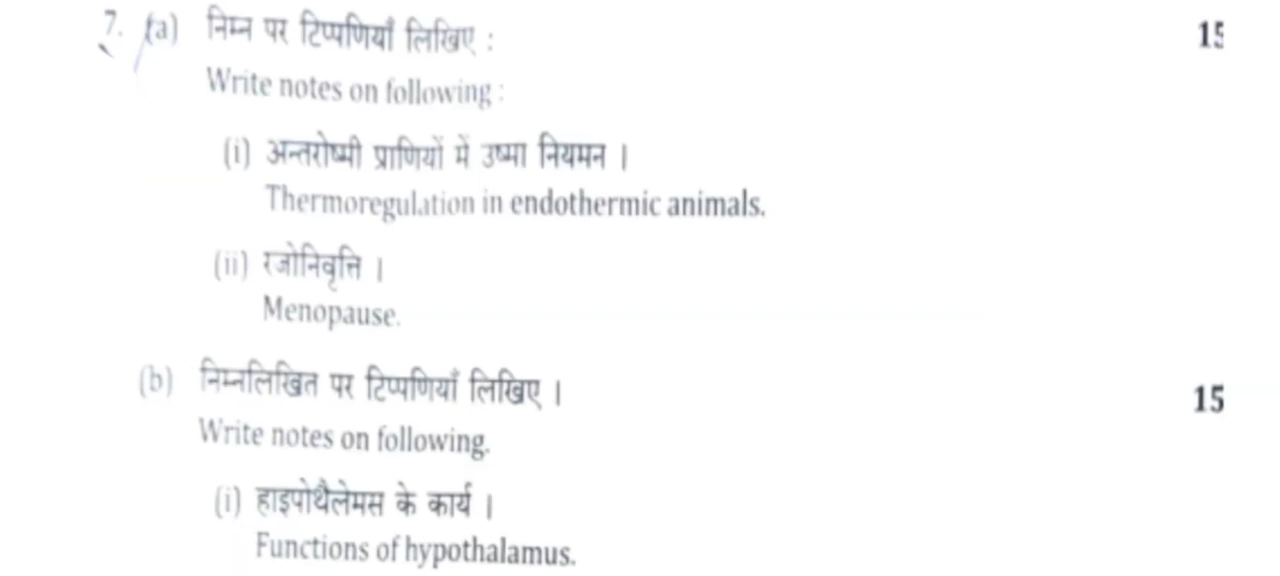 7. (a) निम्न पर टिप्पणियाँ लिखिए : 15
Write notes on following :
(i) अन्तरोष्मी प्राणियों में उष्मा नियमन ।
Thermoregulation in endothermic animals.
(ii) रजोनिवृत्ति ।
Menopause.
(b) निम्नलिखित पर टिप्पणियाँ लिखिए । 15
Write notes on following.
(i) हाइपोथैलेमस के कार्य ।
Functions of hypothalamus.